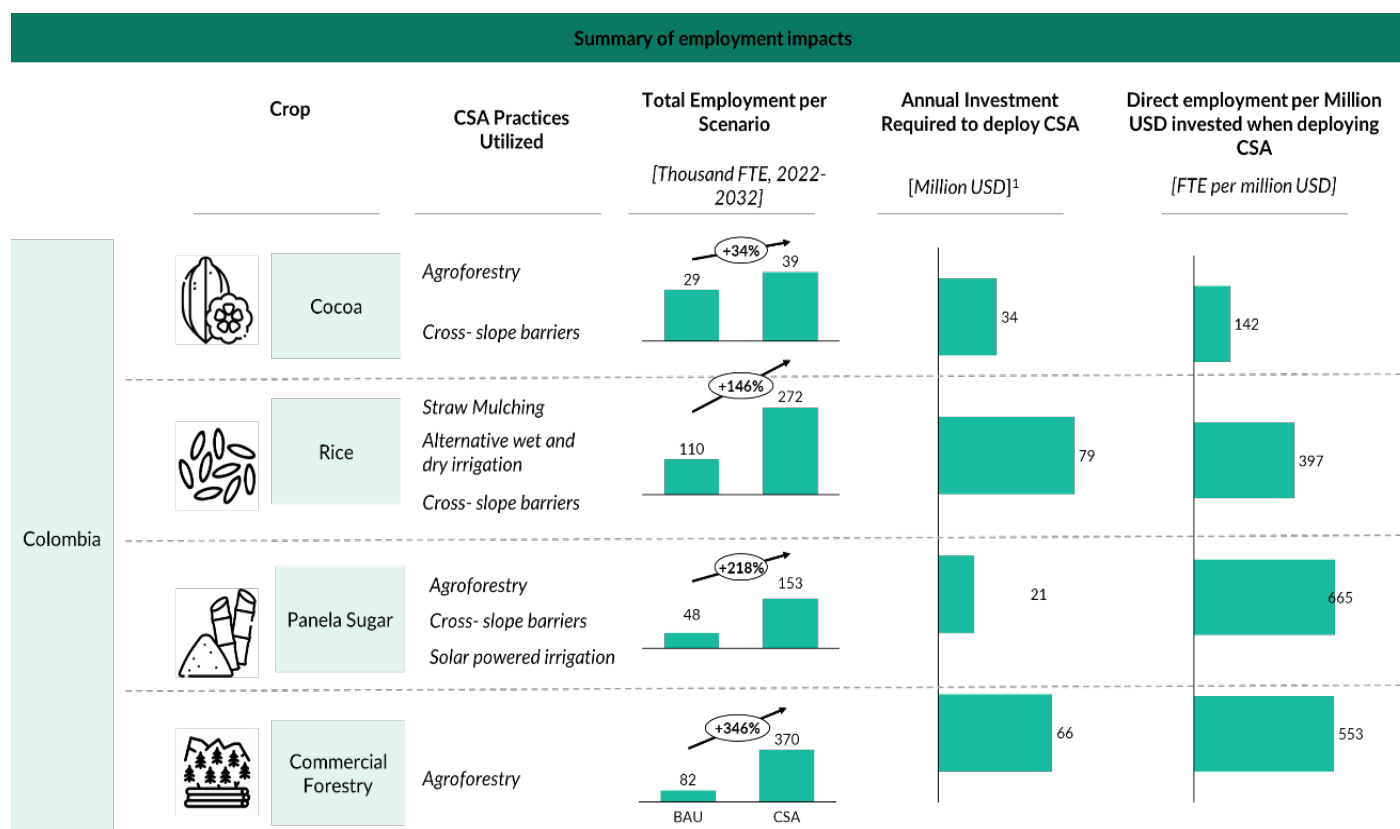 Summary of employment impacts
Crop
CSA Practices
Utilized
Total Employment per
Scenario
[Thousand FTE, 2022-
2032]
Annual Investment
Required to deploy CSA
[Million USD]¹
Direct employment per Million
USD invested when deploying
CSA
[FTE per million USD]
Colombia
Cocoa
Agroforestry
Cross- slope barriers
+34%
29
39
34
142
Rice
Straw Mulching
Alternative wet and
dry irrigation
Cross- slope barriers
+146%
110
272
79
397
Panela Sugar
Agroforestry
Cross- slope barriers
Solar powered irrigation
+218%
48
153
21
665
Commercial
Forestry
Agroforestry
+346%
82
370
BAU
CSA
66
553